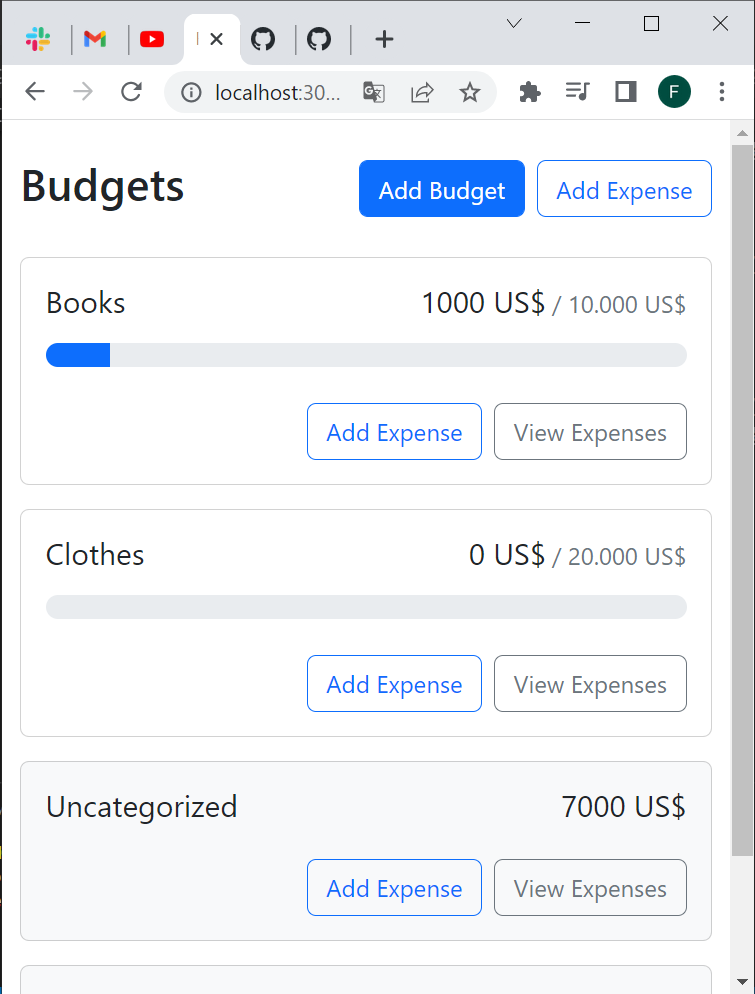 localhost:30...
F
Budgets
Add Budget
Add Expense
Books
1000 US$ / 10.000 US$
Add Expense
View Expenses
Clothes
0 US$ / 20.000 US$
Add Expense
View Expenses
Uncategorized
7000 US$
Add Expense
View Expenses